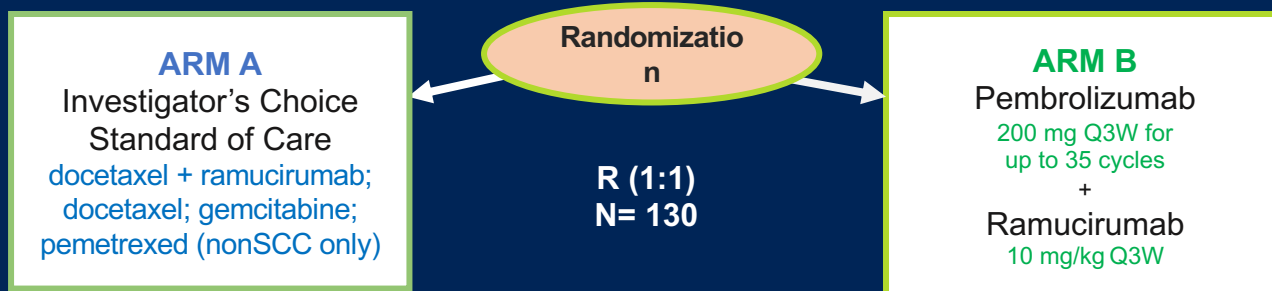 Randomizatio
n
ARM A
Investigator's Choice
Standard of Care
docetaxel + ramucirumab;
docetaxel; gemcitabine;
pemetrexed (nonSCC only)
R (1:1)
N= 130
ARM B
Pembrolizumab
200 mg Q3W for
up to 35 cycles
+
Ramucirumab
10 mg/kg Q3W